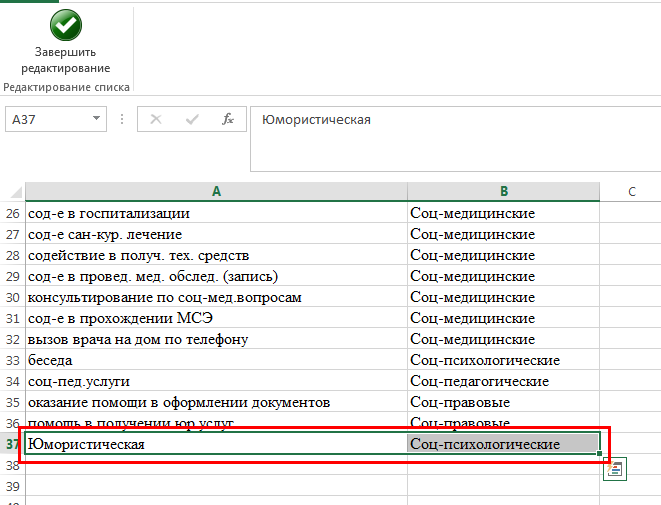 Завершить
редактирование
Редактирование списка
A37 fx Юмористическая
A B C
26 сод-е в госпитализации Соц-медицинские
27 сод-е сан-кур. лечение Соц-медицинские
28 содействие в получ. тех. средств Соц-медицинские
29 сод-е в провед. мед. обслед. (запись) Соц-медицинские
30 консультирование по соц-мед.вопросам Соц-медицинские
31 сод-е в прохождении МСЭ Соц-медицинские
32 вызов врача на дом по телефону Соц-медицинские
33 беседа Соц-психологические
34 соц-пед.услуги Соц-педагогические
35 оказание помощи в оформлении документов Соц-правовые
36 помощь в получении юр.услуг Соц-правовые
37 Юмористическая Соц-психологические
38
39